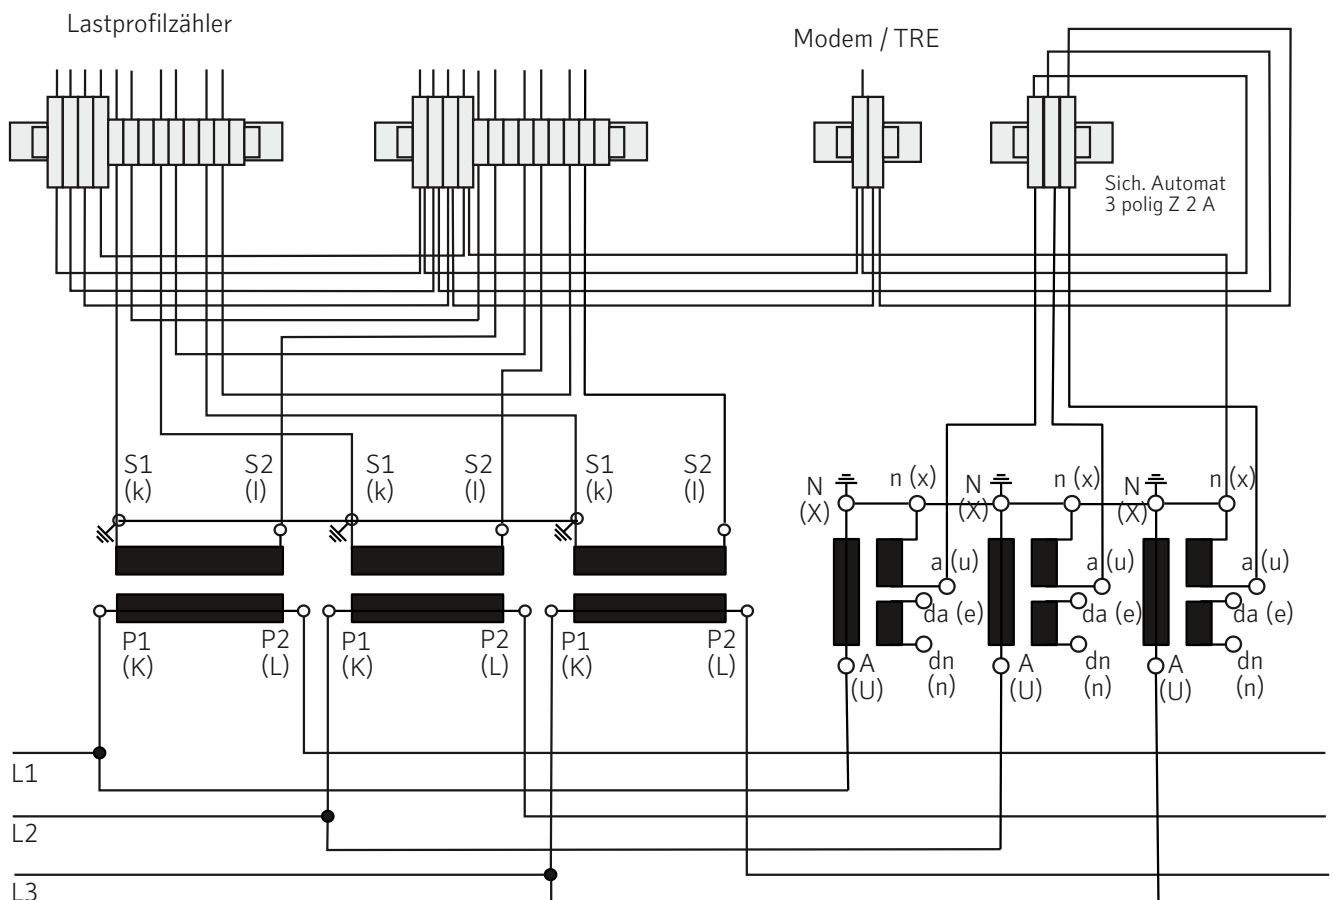 Lastprofilzähler
Modem / TRE
Sich. Automat
3 polig Z 2 A
S1
(k)
S2
(l)
S1
(k)
S2
(l)
S1
(k)
S2
(l)
N
(X)
n (x)
N
(X)
n (x)
N
(X)
n (x)
a (u)
a (u)
a (u)
da (e)
da (e)
da (e)
dn
(n)
dn
(n)
dn
(n)
P1
(K)
P2
(L)
P1
(K)
P2
(L)
P1
(K)
P2
(L)
A
(U)
A
(U)
A
(U)
L1
L2
L3